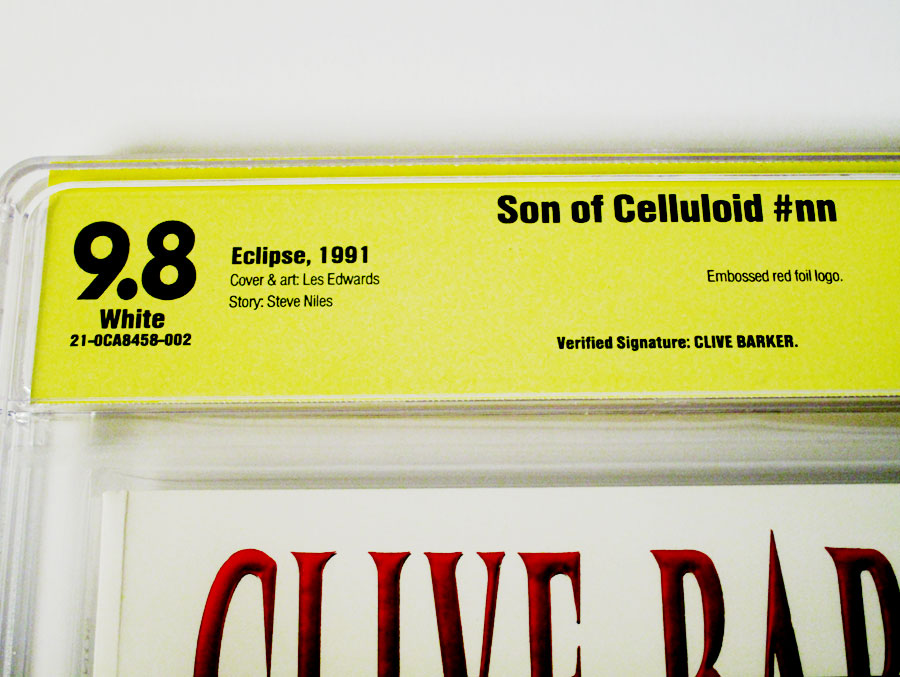 Son of Celluloid #nn
9.8
White
21-0CA8458-002
Eclipse, 1991
Cover & art: Les Edwards
Story: Steve Niles
Embossed red foil logo.
Verified Signature: CLIVE BARKER.
CLIVE BAR